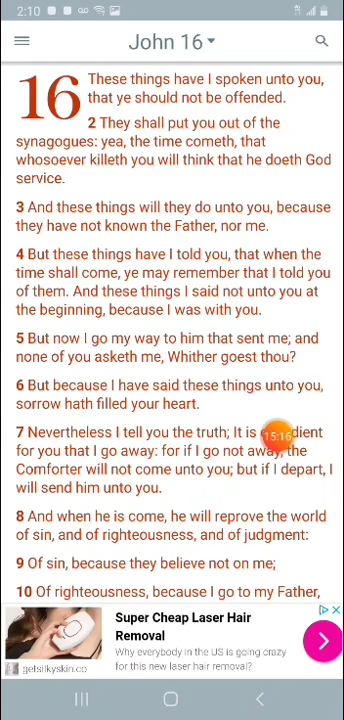 2:10
John 16
16 These things have I spoken unto you,
that ye should not be offended.
2 They shall put you out of the
synagogues: yea, the time cometh, that
whosoever killeth you will think that he doeth God
service.
3 And these things will they do unto you, because
they have not known the Father, nor me.
4 But these things have I told you, that when the
time shall come, ye may remember that I told you
of them. And these things I said not unto you at
the beginning, because I was with you.
5 But now I go my way to him that sent me; and
none of you asketh me, Whither goest thou?
6 But because I have said these things unto you,
sorrow hath filled your heart.
7 Nevertheless I tell you the truth; It is
15:16
for you that I go away: for if I go not away, the
Comforter will not come unto you; but if I depart, I
will send him unto you.
8 And when he is come, he will reprove the world
of sin, and of righteousness, and of judgment:
9 Of sin, because they believe not on me;
10 Of righteousness, because I go to my Father,
Super Cheap Laser Hair
Removal
Why everybody in the US is going crazy
for this new laser hair removal?
getsilkyskin.co